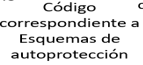 Código
correspondiente a
Esquemas de
autoprotección